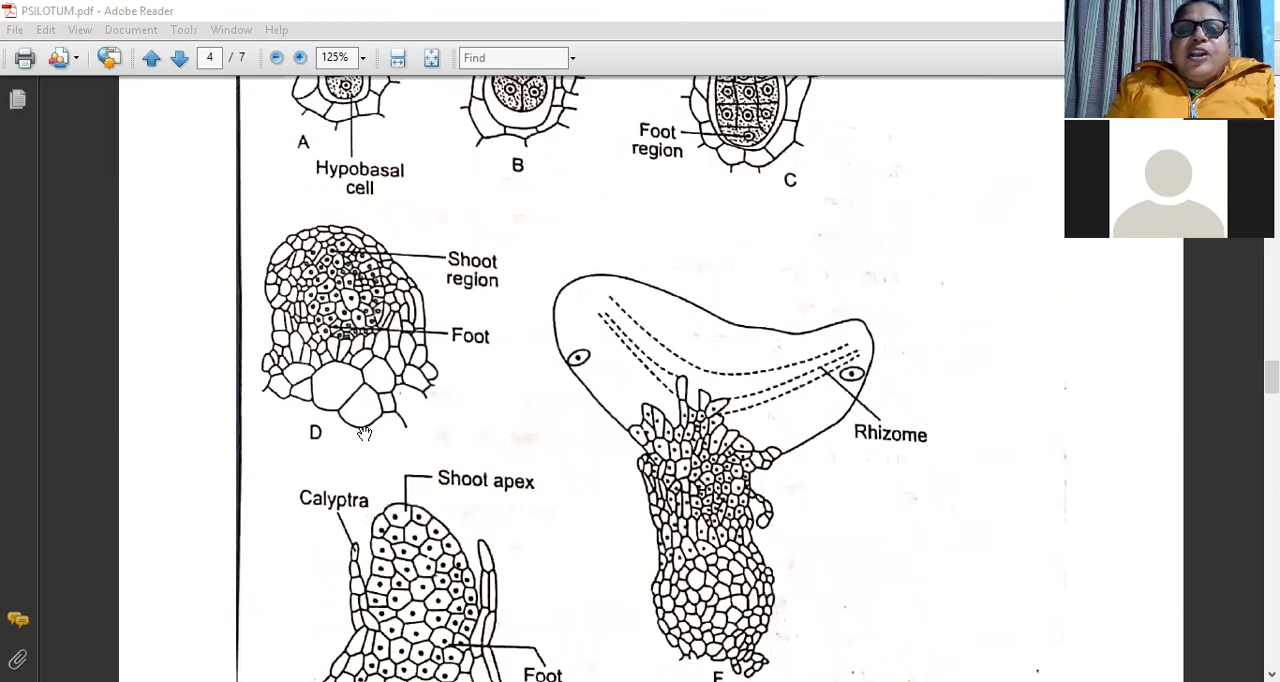 PSILOTUM.pdf - Adobe Reader
File Edit View Document Tools Window Help
4 / 7 125% Find
A
B
C
Hypobasal
cell
Foot
region
Shoot
region
Foot
D
Rhizome
Shoot apex
Calyptra
Foot